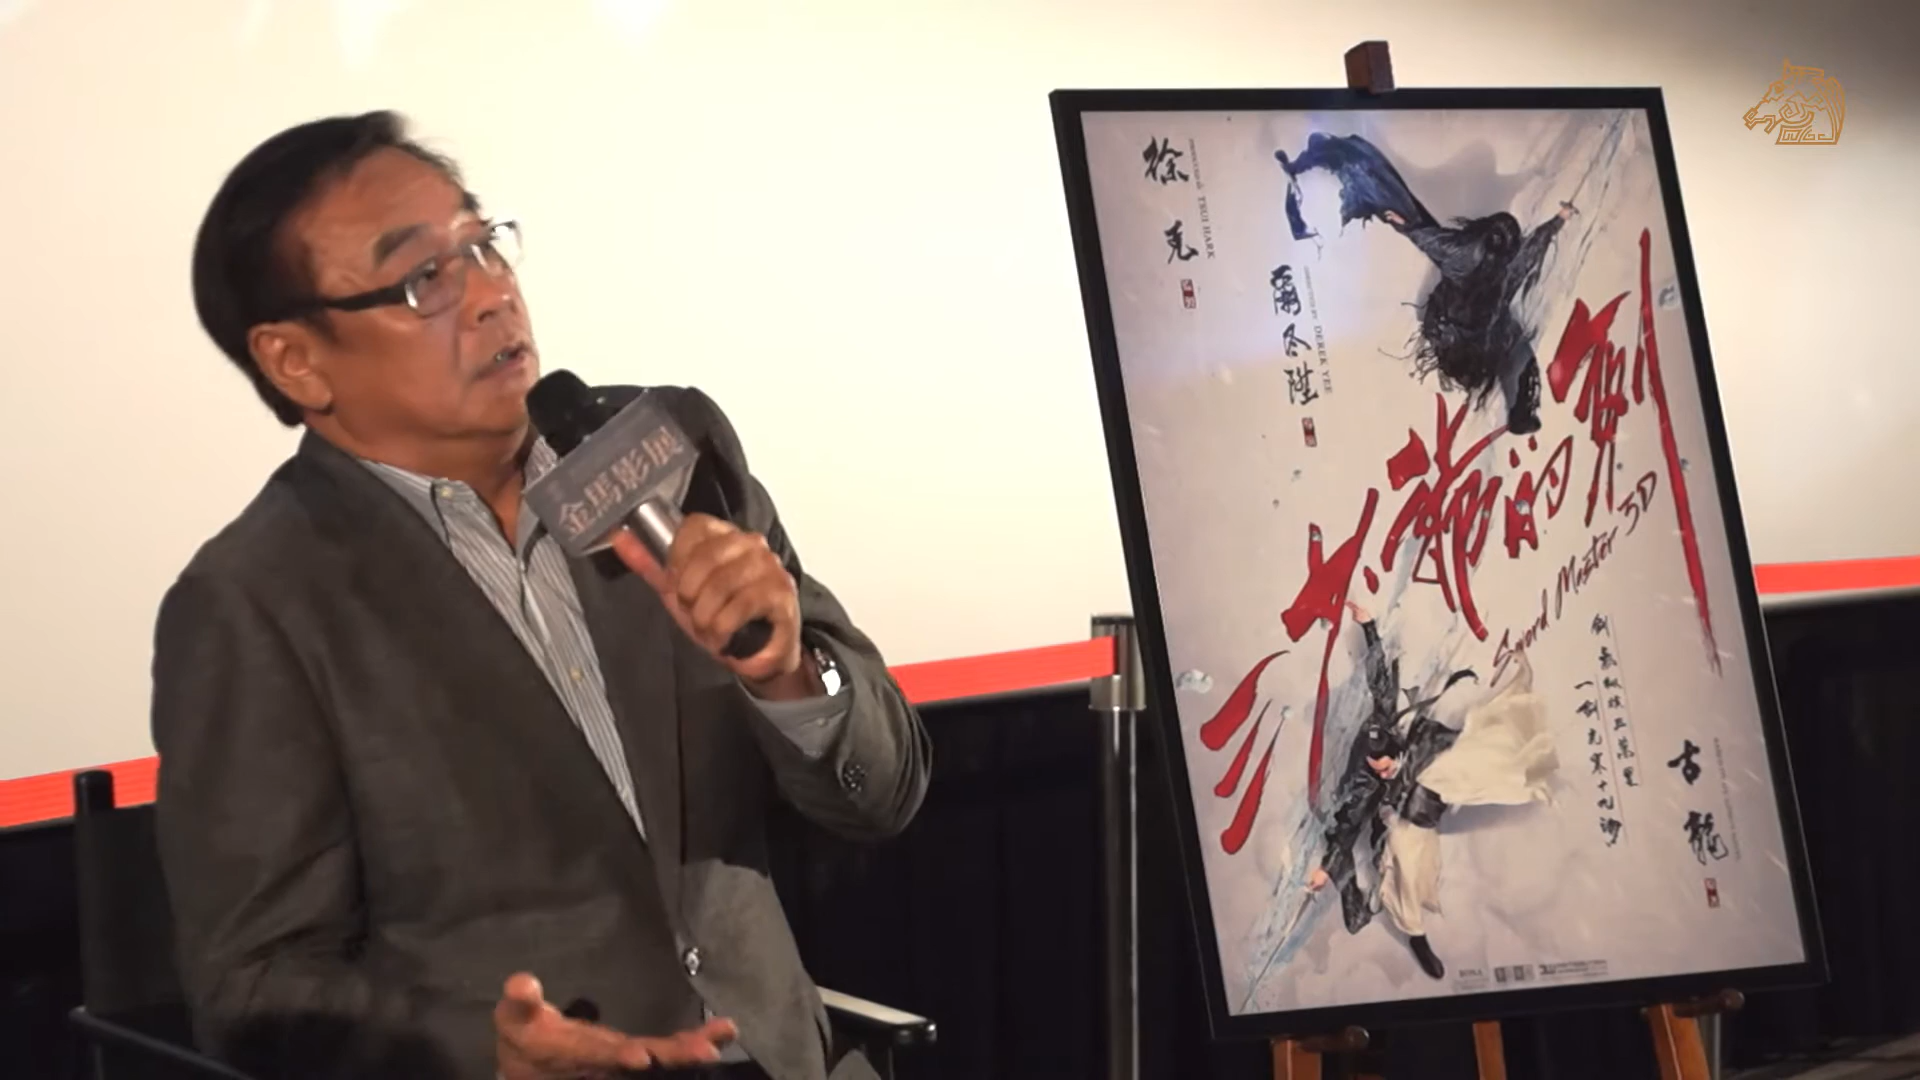 金馬影展
徐克
PRODUCED BY TSUI HARK
爾冬陞
DIRECTED BY DEREK YEE
三少爺的劍
Sword Master 3D
劍氣縱橫三萬里
一劍光寒十九洲
古龍